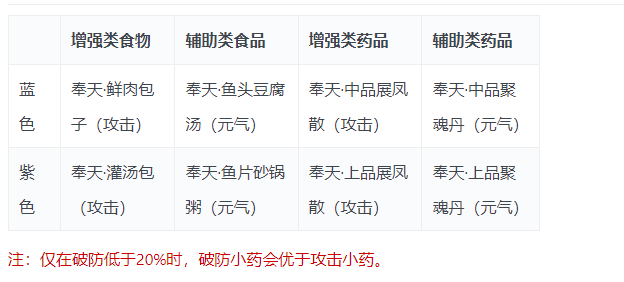 增强类食物 辅助类食品 增强类药品 辅助类药品
蓝 奉天·鲜肉包 奉天·鱼头豆腐 奉天·中品展凤 奉天·中品聚
色 子（攻击） 汤（元气） 散（攻击） 魂丹（元气）
紫 奉天·灌汤包 奉天·鱼片砂锅 奉天·上品展凤 奉天·上品聚
色 （攻击） 粥（元气） 散（攻击） 魂丹（元气）
注：仅在破防低于20%时，破防小药会优于攻击小药。